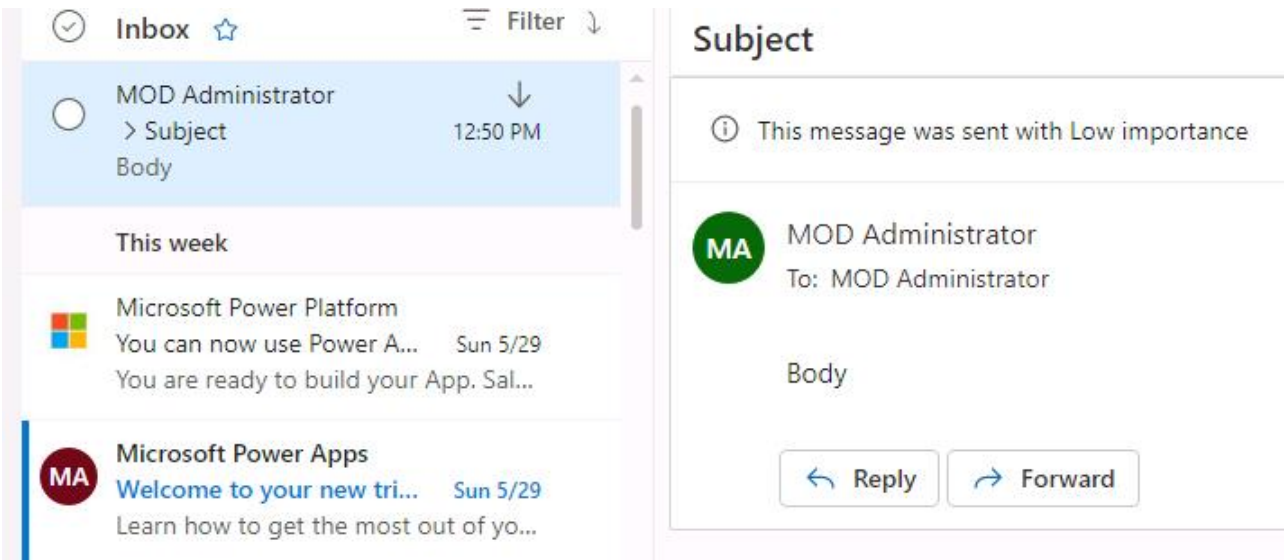 Inbox
Filter
MOD Administrator
> Subject
12:50 PM
Body
This week
Microsoft Power Platform
You can now use Power A... Sun 5/29
You are ready to build your App. Sal...
MA
Microsoft Power Apps
Welcome to your new tri... Sun 5/29
Learn how to get the most out of yo...
Subject
This message was sent with Low importance
MA
MOD Administrator
To: MOD Administrator
Body
Reply
Forward